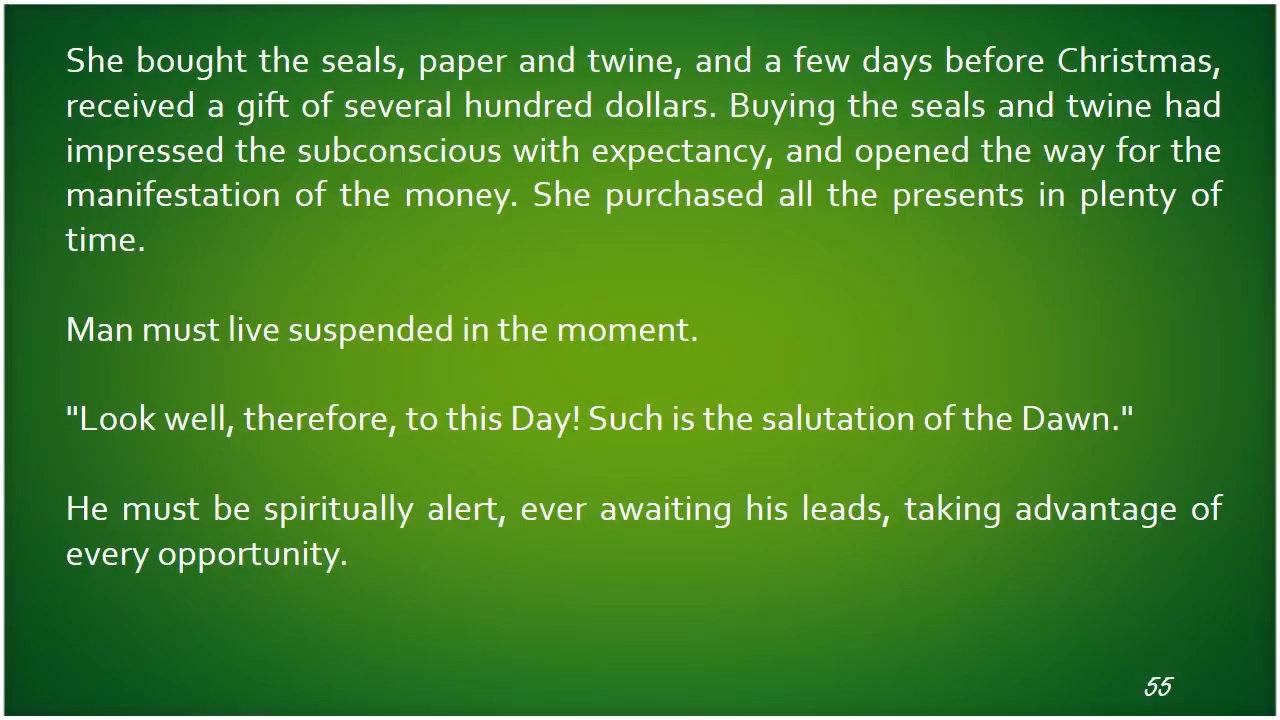 She bought the seals, paper and twine, and a few days before Christmas,
received a gift of several hundred dollars. Buying the seals and twine had
impressed the subconscious with expectancy, and opened the way for the
manifestation of the money. She purchased all the presents in plenty of
time.
Man must live suspended in the moment.
"Look well, therefore, to this Day! Such is the salutation of the Dawn."
He must be spiritually alert, ever awaiting his leads, taking advantage of
every opportunity.
55